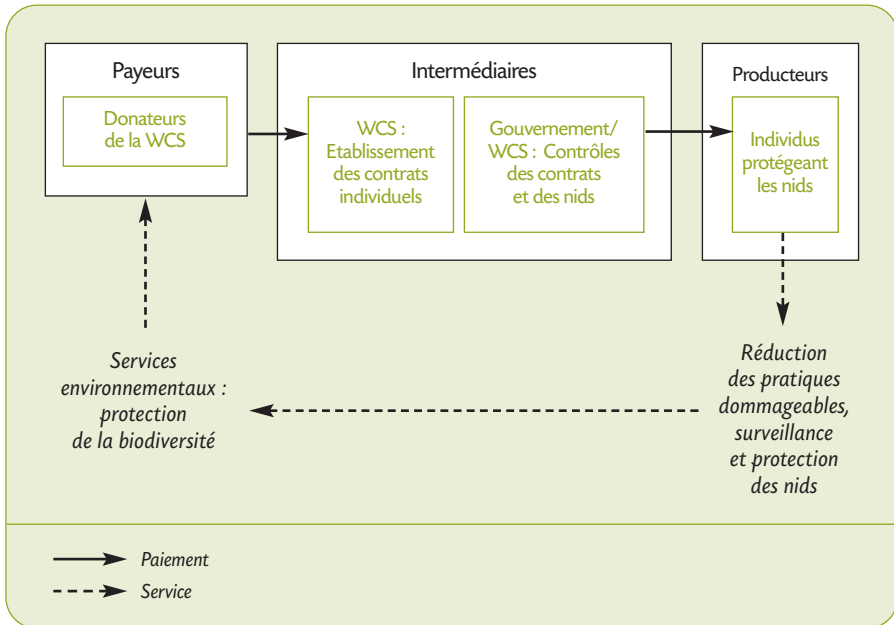 Payeurs
Donateurs
de la WCS
Intermédiaires
WCS :
Etablissement
des contrats
individuels
Gouvernement/
WCS : Contrôles
des contrats
et des nids
Producteurs
Individus
protégeant
les nids
Services
environnementaux :
protection
de la biodiversité
Réduction
des pratiques
dommageables,
surveillance
et protection
des nids
Paiement
Service